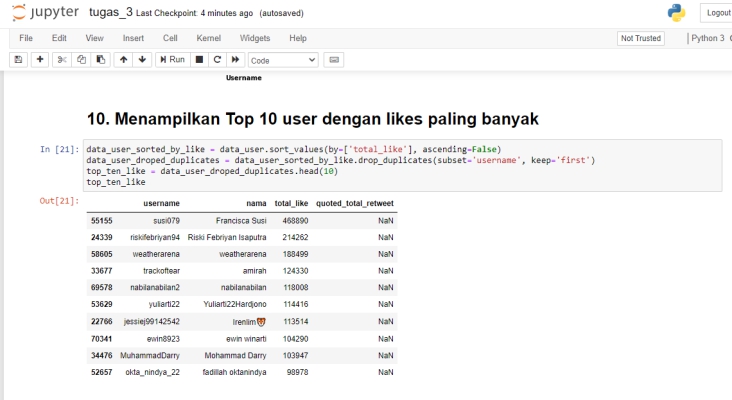 jupyter tugas_3 Last Checkpoint: 4 minutes ago (autosaved)
Logout
File Edit View Insert Cell Kernel Widgets Help
Not Trusted
Python 3
Run
Code
Username
10. Menampilkan Top 10 user dengan likes paling banyak
In [21]: data_user_sorted_by_like = data_user.sort_values(by=['total_like'], ascending=False)
data_user_droped_duplicates = data_user_sorted_by_like.drop_duplicates(subset='username', keep='first')
top_ten_like = data_user_droped_duplicates.head(10)
top_ten_like
Out[21]:
username nama total_like quoted_total_retweet
55155 susi079 Francisca Susi 468890 NaN
24339 riskifebriyan94 Riski Febriyan Isaputra 214262 NaN
58605 weatherarena weatherarena 188499 NaN
33677 trackoftear amirah 124330 NaN
69578 nabilanabilan2 nabilanabilan 118008 NaN
53629 yuliarti22 Yuliarti22Hardjono 114416 NaN
22766 jessiej99142542 Irenlim🐯 113514 NaN
70341 ewin8923 ewin winarti 104290 NaN
34476 MuhammadDarry Mohammad Darry 103947 NaN
52657 okta_nindya_22 fadillah oktanindya 98978 NaN